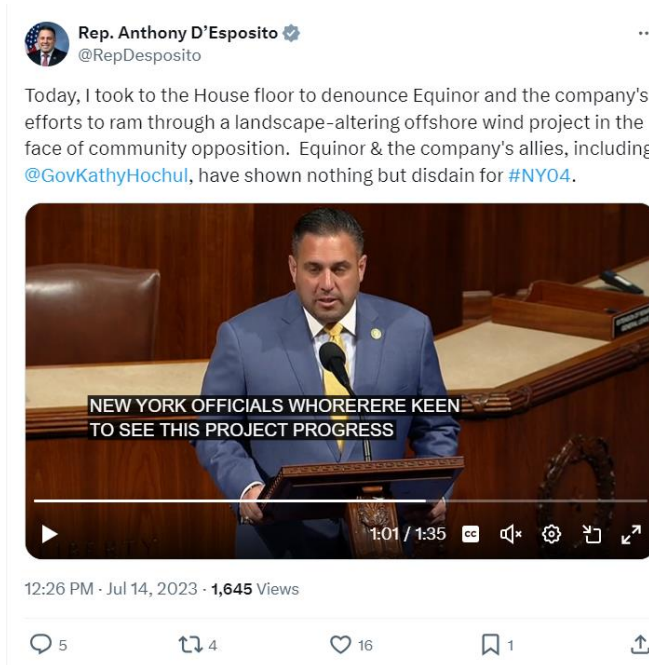 Rep. Anthony D'Esposito
@RepDesposito
Today, I took to the House floor to denounce Equinor and the company's
efforts to ram through a landscape-altering offshore wind project in the
face of community opposition.  Equinor & the company's allies, including
@GovKathyHochul, have shown nothing but disdain for #NY04.
NEW YORK OFFICIALS WHORERERE KEEN
TO SEE THIS PROJECT PROGRESS
1:01 / 1:35
CC
12:26 PM · Jul 14, 2023 · 1,645 Views
5 4 16 1